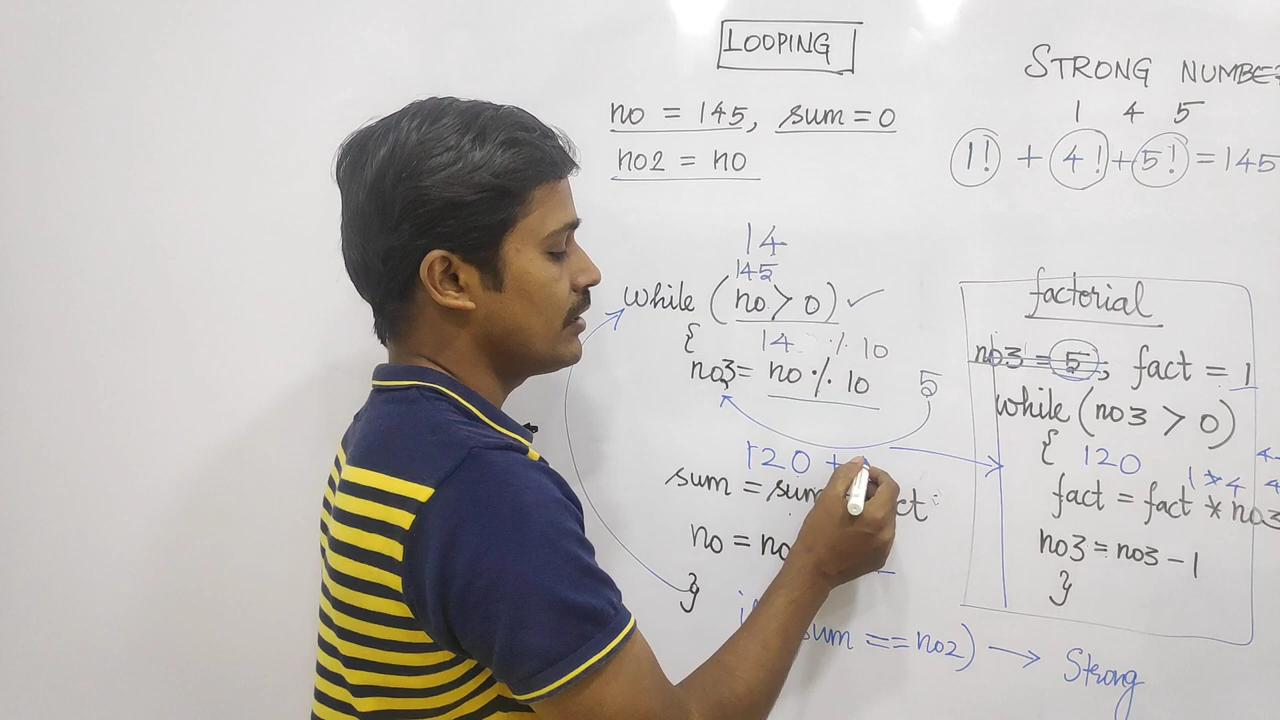 LOOPING
no = 145, sum = 0
no2 = no
14
145
while (no > 0) ✓
{ 14 % 10
no3 = no % 10 5
120 +
sum = sum
no = no
}
(sum == no2) → Strong
STRONG NUMBER
1 4 5
1! + 4! + 5! = 145
factorial
no3 = 5; fact = 1
while (no3 > 0)
{ 120
1 * 4
fact = fact * no3
no3 = no3 - 1
}